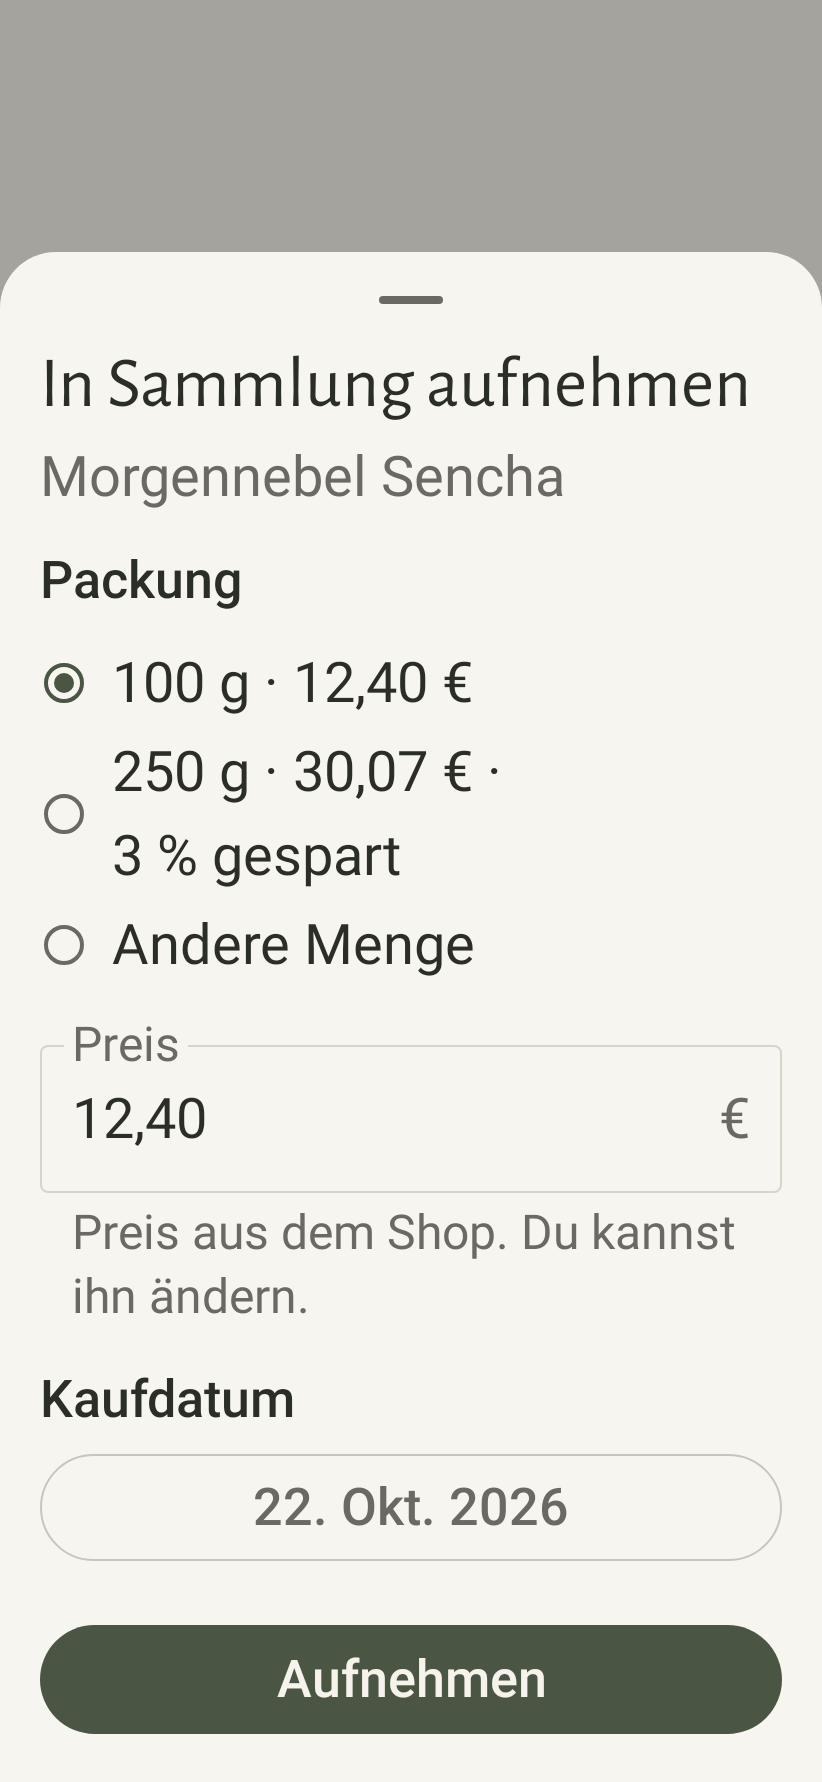 In Sammlung aufnehmen
Morgennebel Sencha
Packung
100 g · 12,40 €
250 g · 30,07 € ·
3 % gespart
Andere Menge
Preis
12,40 €
Preis aus dem Shop. Du kannst
ihn ändern.
Kaufdatum
22. Okt. 2026
Aufnehmen